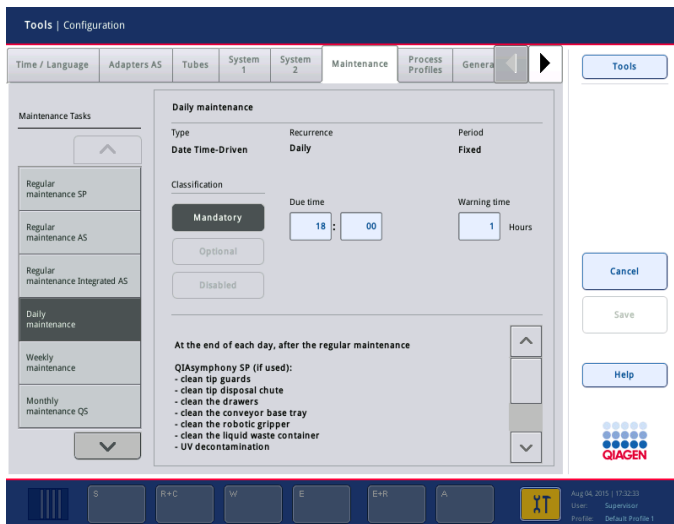 Tools | Configuration
Time / Language
Adapters AS
Tubes
System
1
System
2
Maintenance
Process
Profiles
Genera
Tools
Maintenance Tasks
Regular
maintenance SP
Regular
maintenance AS
Regular
maintenance Integrated AS
Daily
maintenance
Weekly
maintenance
Monthly
maintenance QS
Daily maintenance
Type
Recurrence
Period
Date Time-Driven
Daily
Fixed
Classification
Mandatory
Optional
Disabled
Due time
18 : 00
Warning time
1 Hours
At the end of each day, after the regular maintenance
QIAsymphony SP (if used):
- clean tip guards
- clean tip disposal chute
- clean the drawers
- clean the conveyor base tray
- clean the robotic gripper
- clean the liquid waste container
- UV decontamination
Cancel
Save
Help
QIAGEN
S
R+C
W
E
E+R
A
Aug 04, 2015 | 17:32:33
User: Supervisor
Profile: Default Profile 1